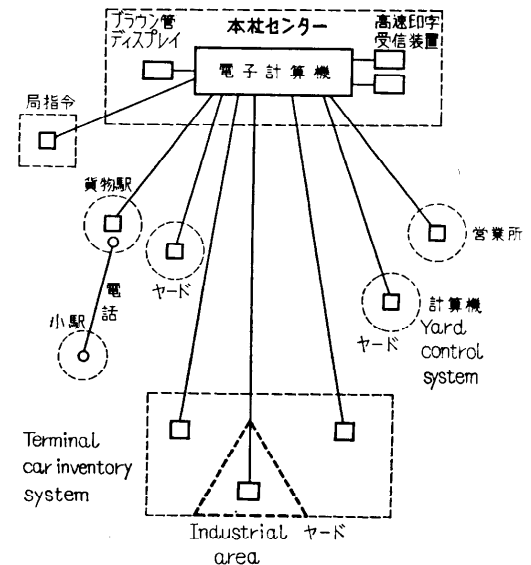 ブラウン管
ディスプレイ
本社センター
高速印字
受信装置
電子計算機
局指令
貨物駅
ヤード
営業所
電
話
小駅
計算機
ヤード
Yard
control
system
Terminal
car inventory
system
Industrial
area
ヤード